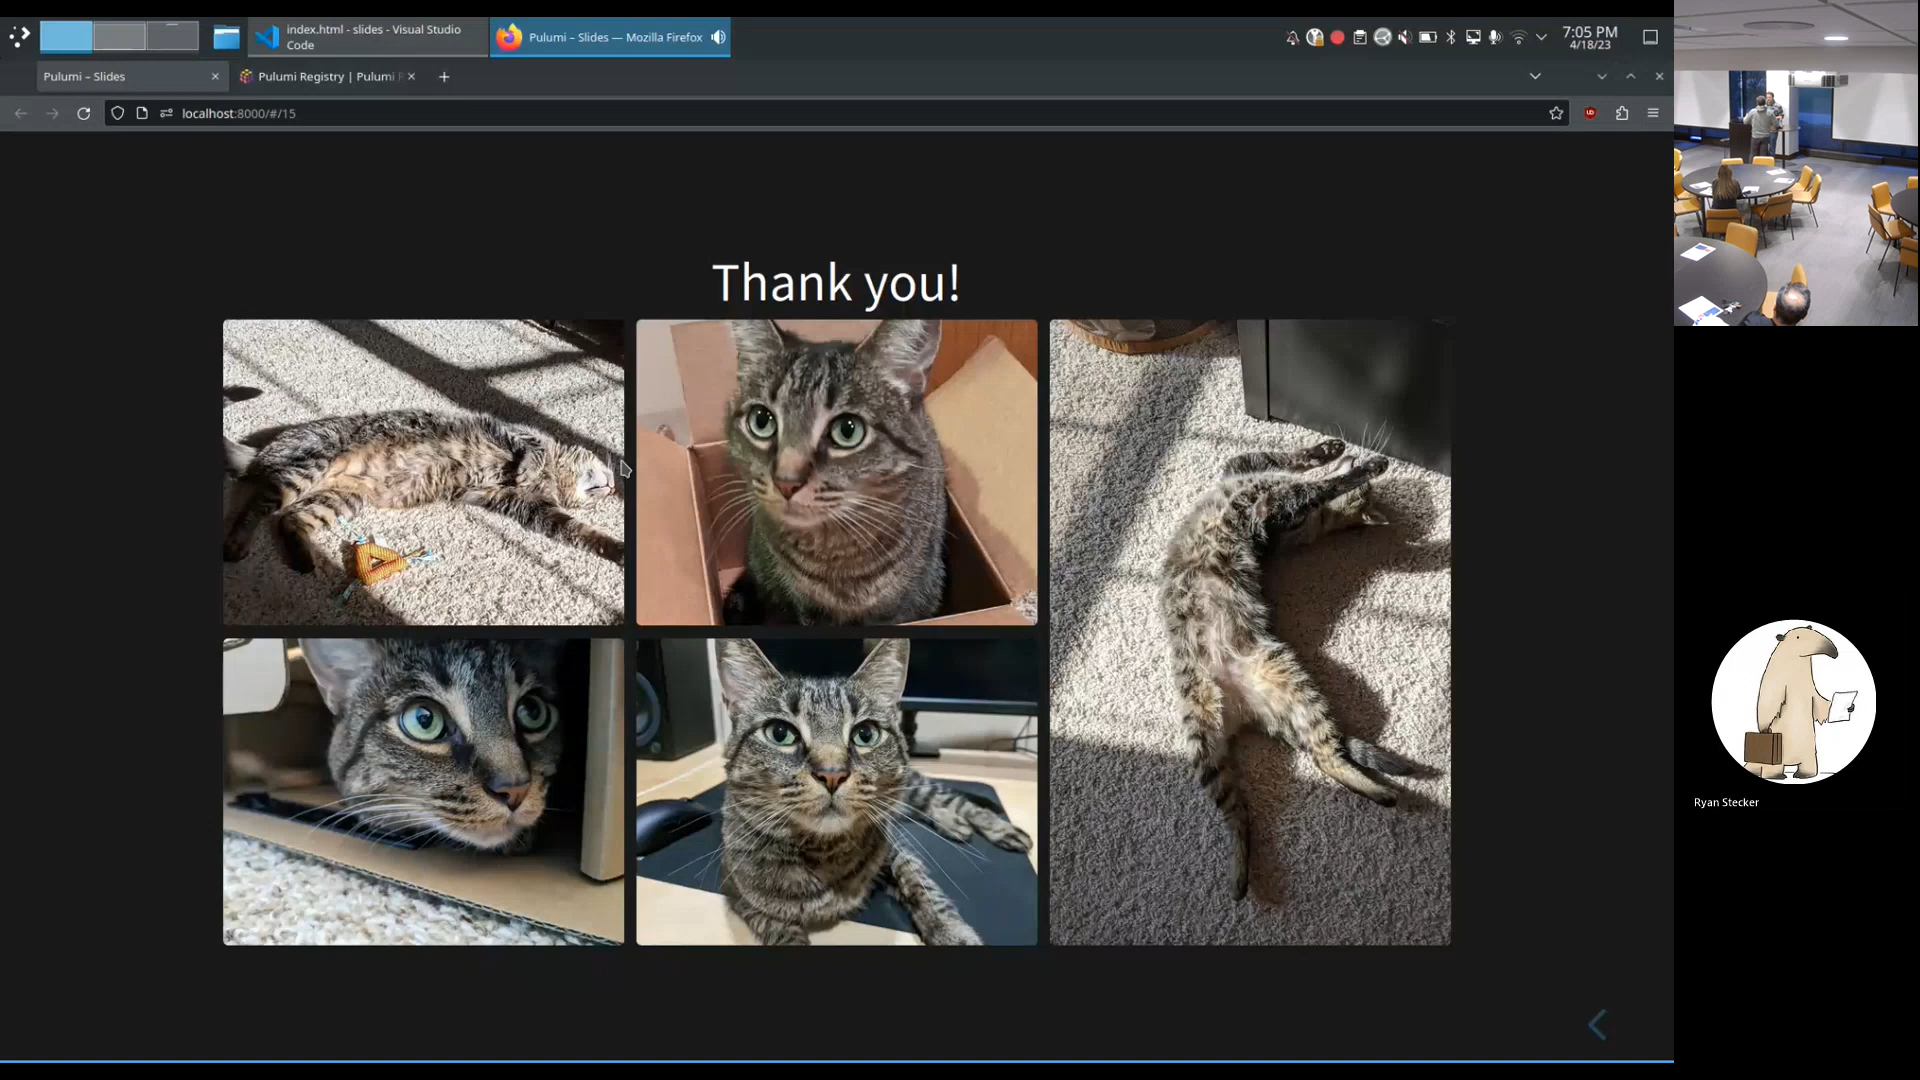 index.html - slides - Visual Studio
Code
Pulumi – Slides — Mozilla Firefox
7:05 PM
4/18/23
Pulumi – Slides
Pulumi Registry | Pulumi
localhost:8000/#/15
Thank you!
Ryan Stecker